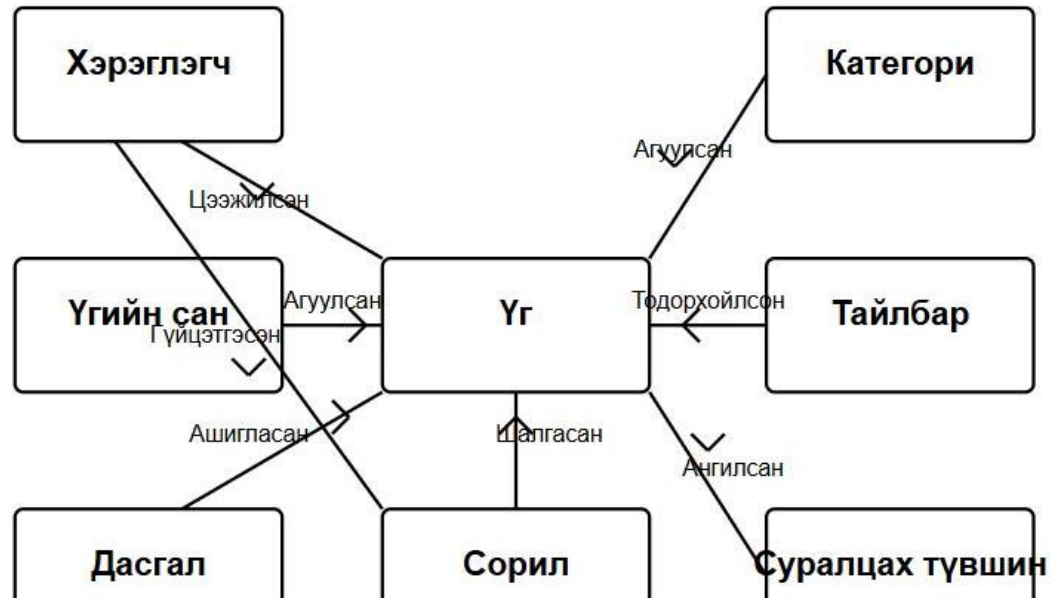 Хэрэглэгч
Категори
Агуулсан
Цээжилсэн
Үгийн сан
Агуулсан
Үг
Тодорхойлсон
Тайлбар
Гүйцэтгэсэн
Ашигласан
Шалгасан
Ангилсан
Дасгал
Сорил
Суралцах түвшин